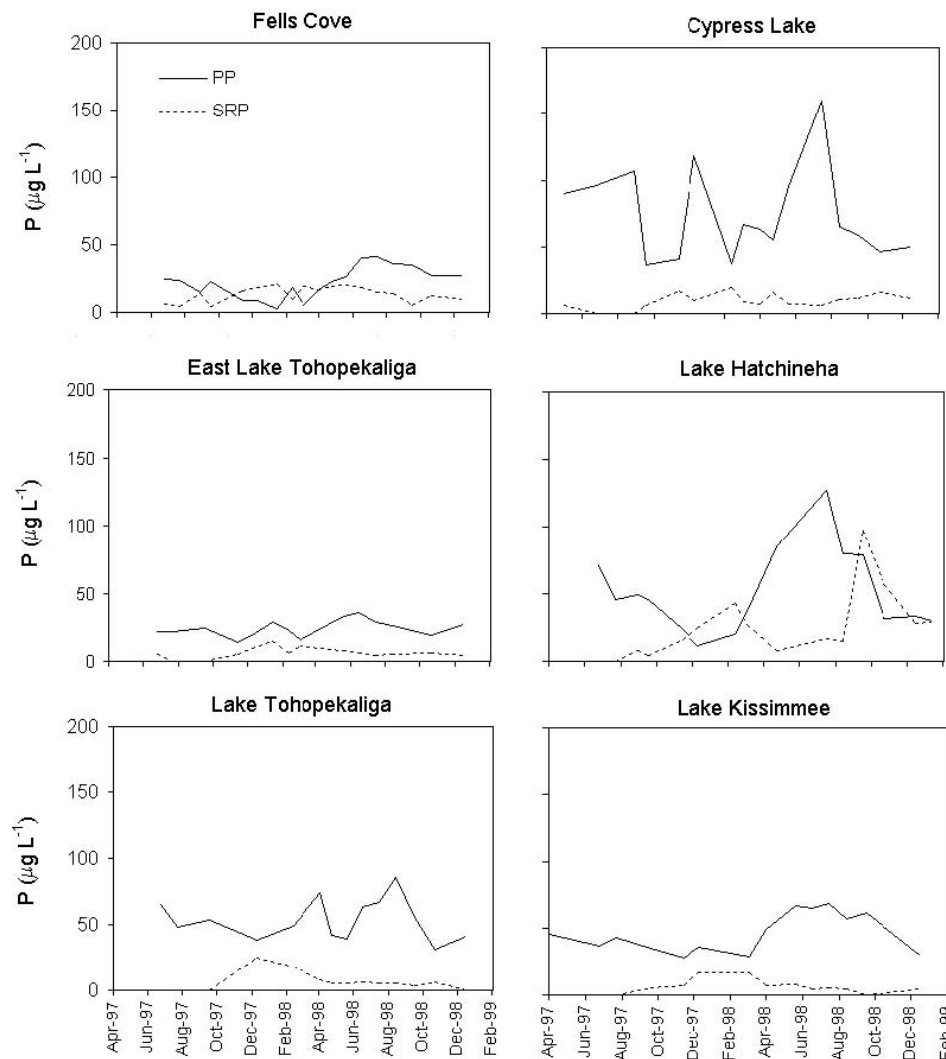 Fells Cove
Cypress Lake
200
150
100
50
0
P (µg L⁻¹)
PP
SRP
East Lake Tohopekaliga
Lake Hatchineha
200
150
100
50
0
P (µg L⁻¹)
Lake Tohopekaliga
Lake Kissimmee
200
150
100
50
0
P (µg L⁻¹)
Apr-97
Jun-97
Aug-97
Oct-97
Dec-97
Feb-98
Apr-98
Jun-98
Aug-98
Oct-98
Dec-98
Feb-99
Apr-97
Jun-97
Aug-97
Oct-97
Dec-97
Feb-98
Apr-98
Jun-98
Aug-98
Oct-98
Dec-98
Feb-99